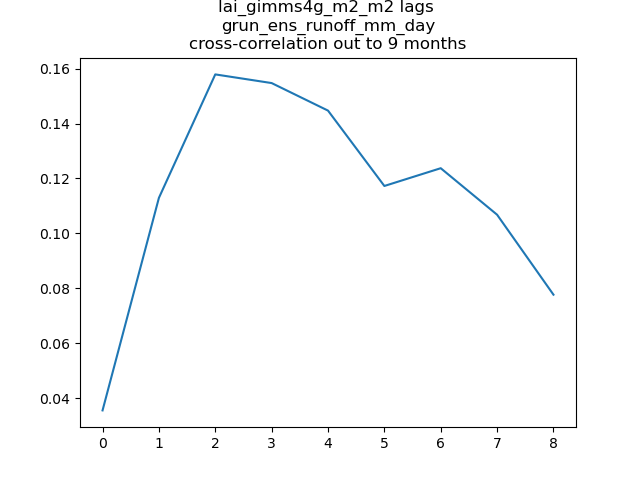 lai_gimms4g_m2_m2 lags
grun_ens_runoff_mm_day
cross-correlation out to 9 months
0.16
0.14
0.12
0.10
0.08
0.06
0.04
0 1 2 3 4 5 6 7 8